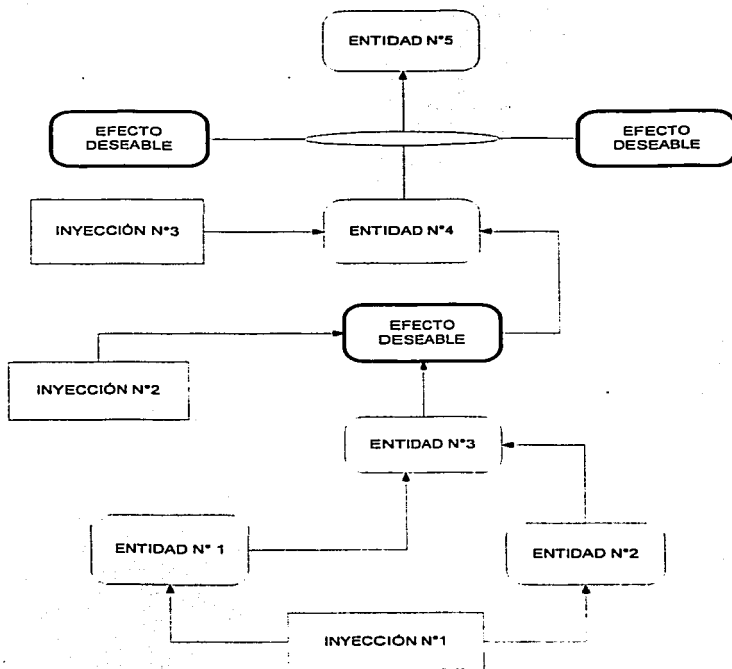 ENTIDAD N°5
EFECTO
DESEABLE
EFECTO
DESEABLE
INYECCIÓN N°3
ENTIDAD N°4
EFECTO
DESEABLE
INYECCIÓN N°2
ENTIDAD N°3
ENTIDAD N° 1
ENTIDAD N°2
INYECCIÓN N°1